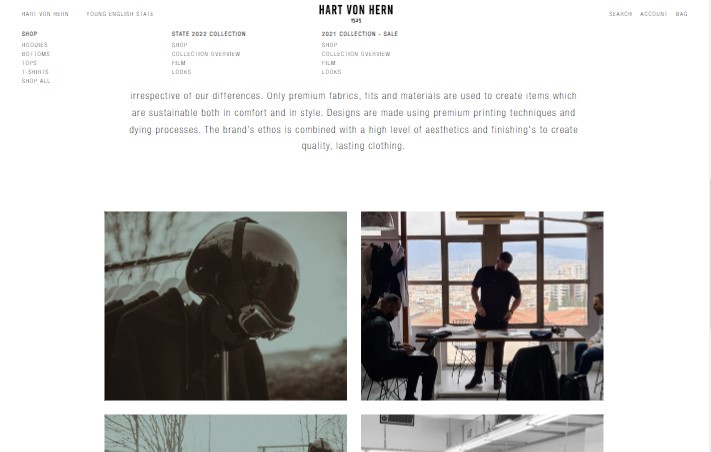 HART VON HERN
YOUNG ENGLISH STATE
HART VON HERN
SEARCH ACCOUNT BAG
SHOP
HOODIES
BOTTOMS
TOPS
T-SHIRTS
SHOP ALL
STATE 2022 COLLECTION
SHOP
COLLECTION OVERVIEW
FILM
LOOKS
2021 COLLECTION - SALE
SHOP
COLLECTION OVERVIEW
FILM
LOOKS
irrespective of our differences. Only premium fabrics, fits and materials are used to create items which
are sustainable both in comfort and in style. Designs are made using premium printing techniques and
dying processes. The brand's ethos is combined with a high level of aesthetics and finishing's to create
quality, lasting clothing.